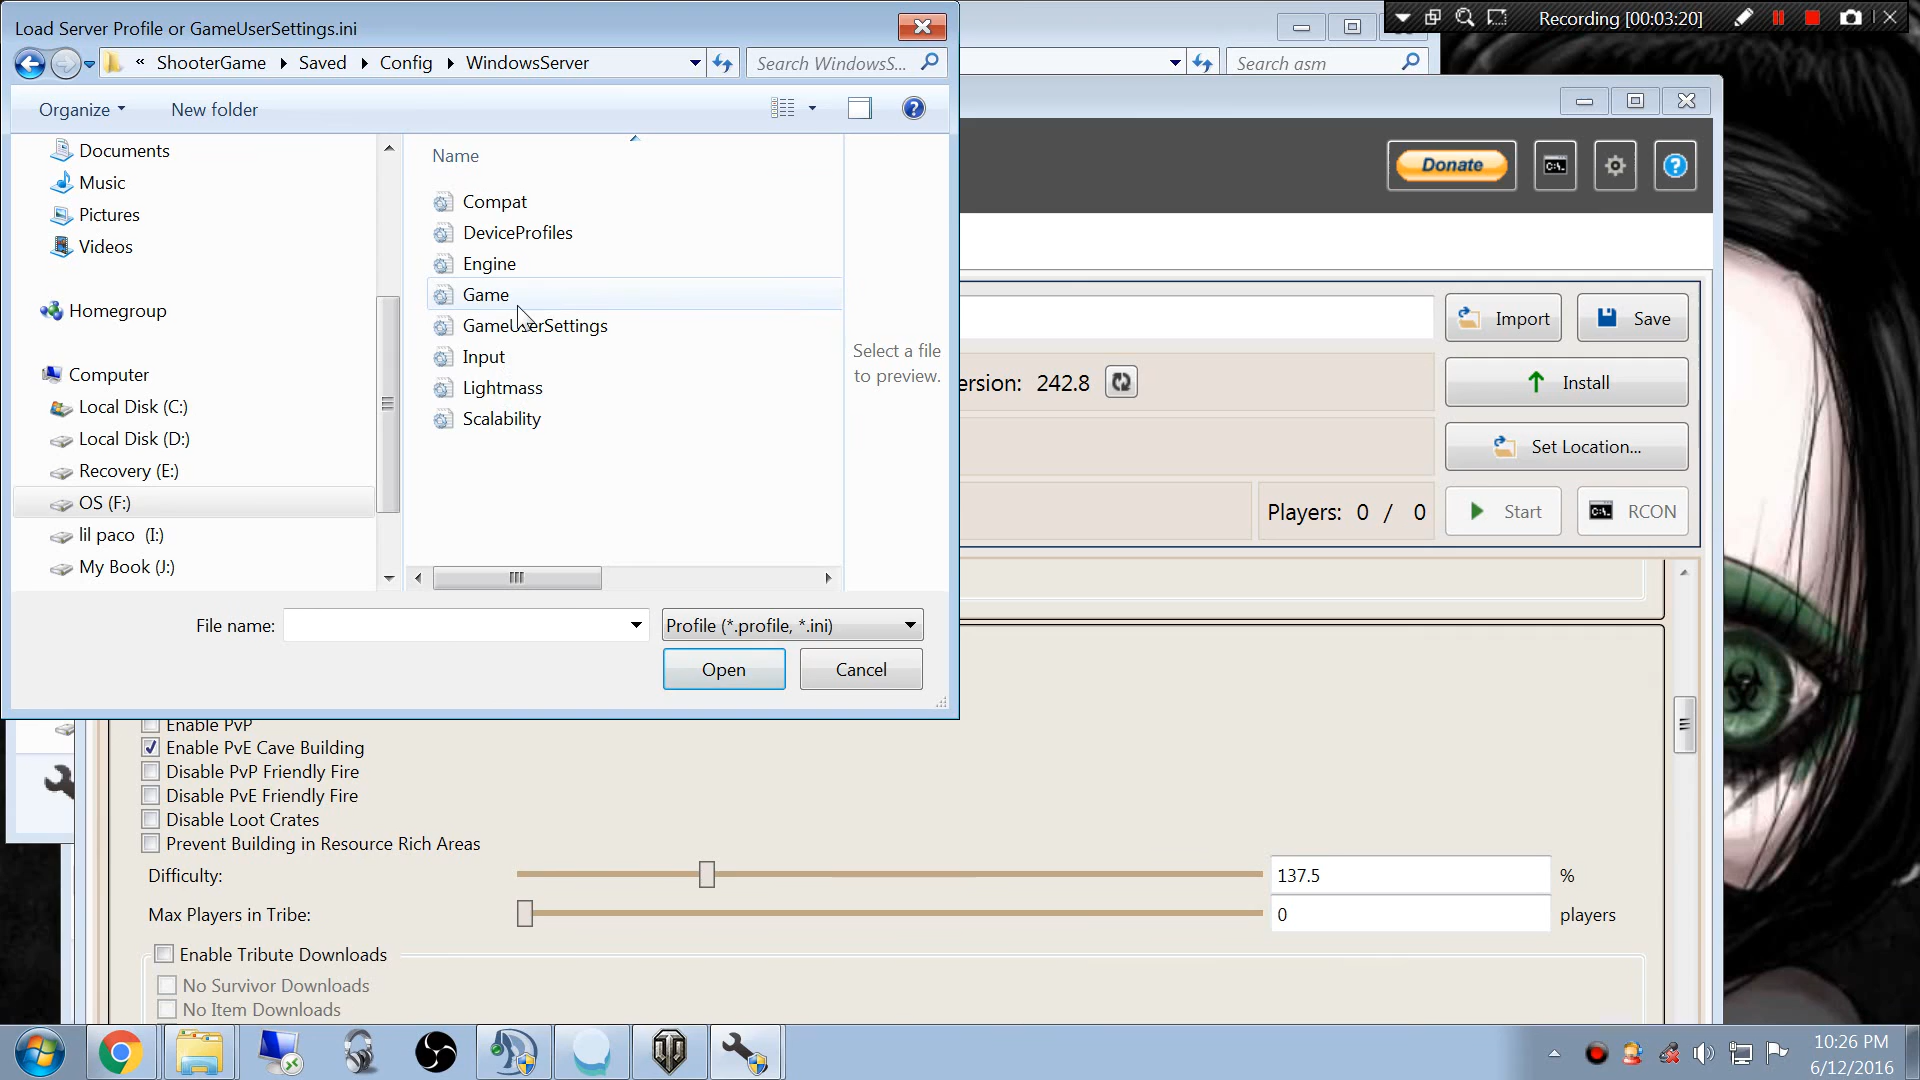 Load Server Profile or GameUserSettings.ini
Recording [00:03:20]
« ShooterGame Saved Config WindowsServer
Search WindowsS...
Search asm
Organize
New folder
Documents
Music
Pictures
Videos
Homegroup
Computer
Local Disk (C:)
Local Disk (D:)
Recovery (E:)
OS (F:)
lil paco (I:)
My Book (J:)
Name
Compat
DeviceProfiles
Engine
Game
GameUserSettings
Input
Lightmass
Scalability
Select a file
to preview.
File name:
Profile (*.profile, *.ini)
Open
Cancel
Donate
C:\.
Import
Save
ersion: 242.8
Install
Set Location...
Players: 0 / 0
Start
C:\.
RCON
Enable PvP
Enable PvE Cave Building
Disable PvP Friendly Fire
Disable PvE Friendly Fire
Disable Loot Crates
Prevent Building in Resource Rich Areas
Difficulty:
137.5
%
Max Players in Tribe:
0
players
Enable Tribute Downloads
No Survivor Downloads
No Item Downloads
10:26 PM
6/12/2016